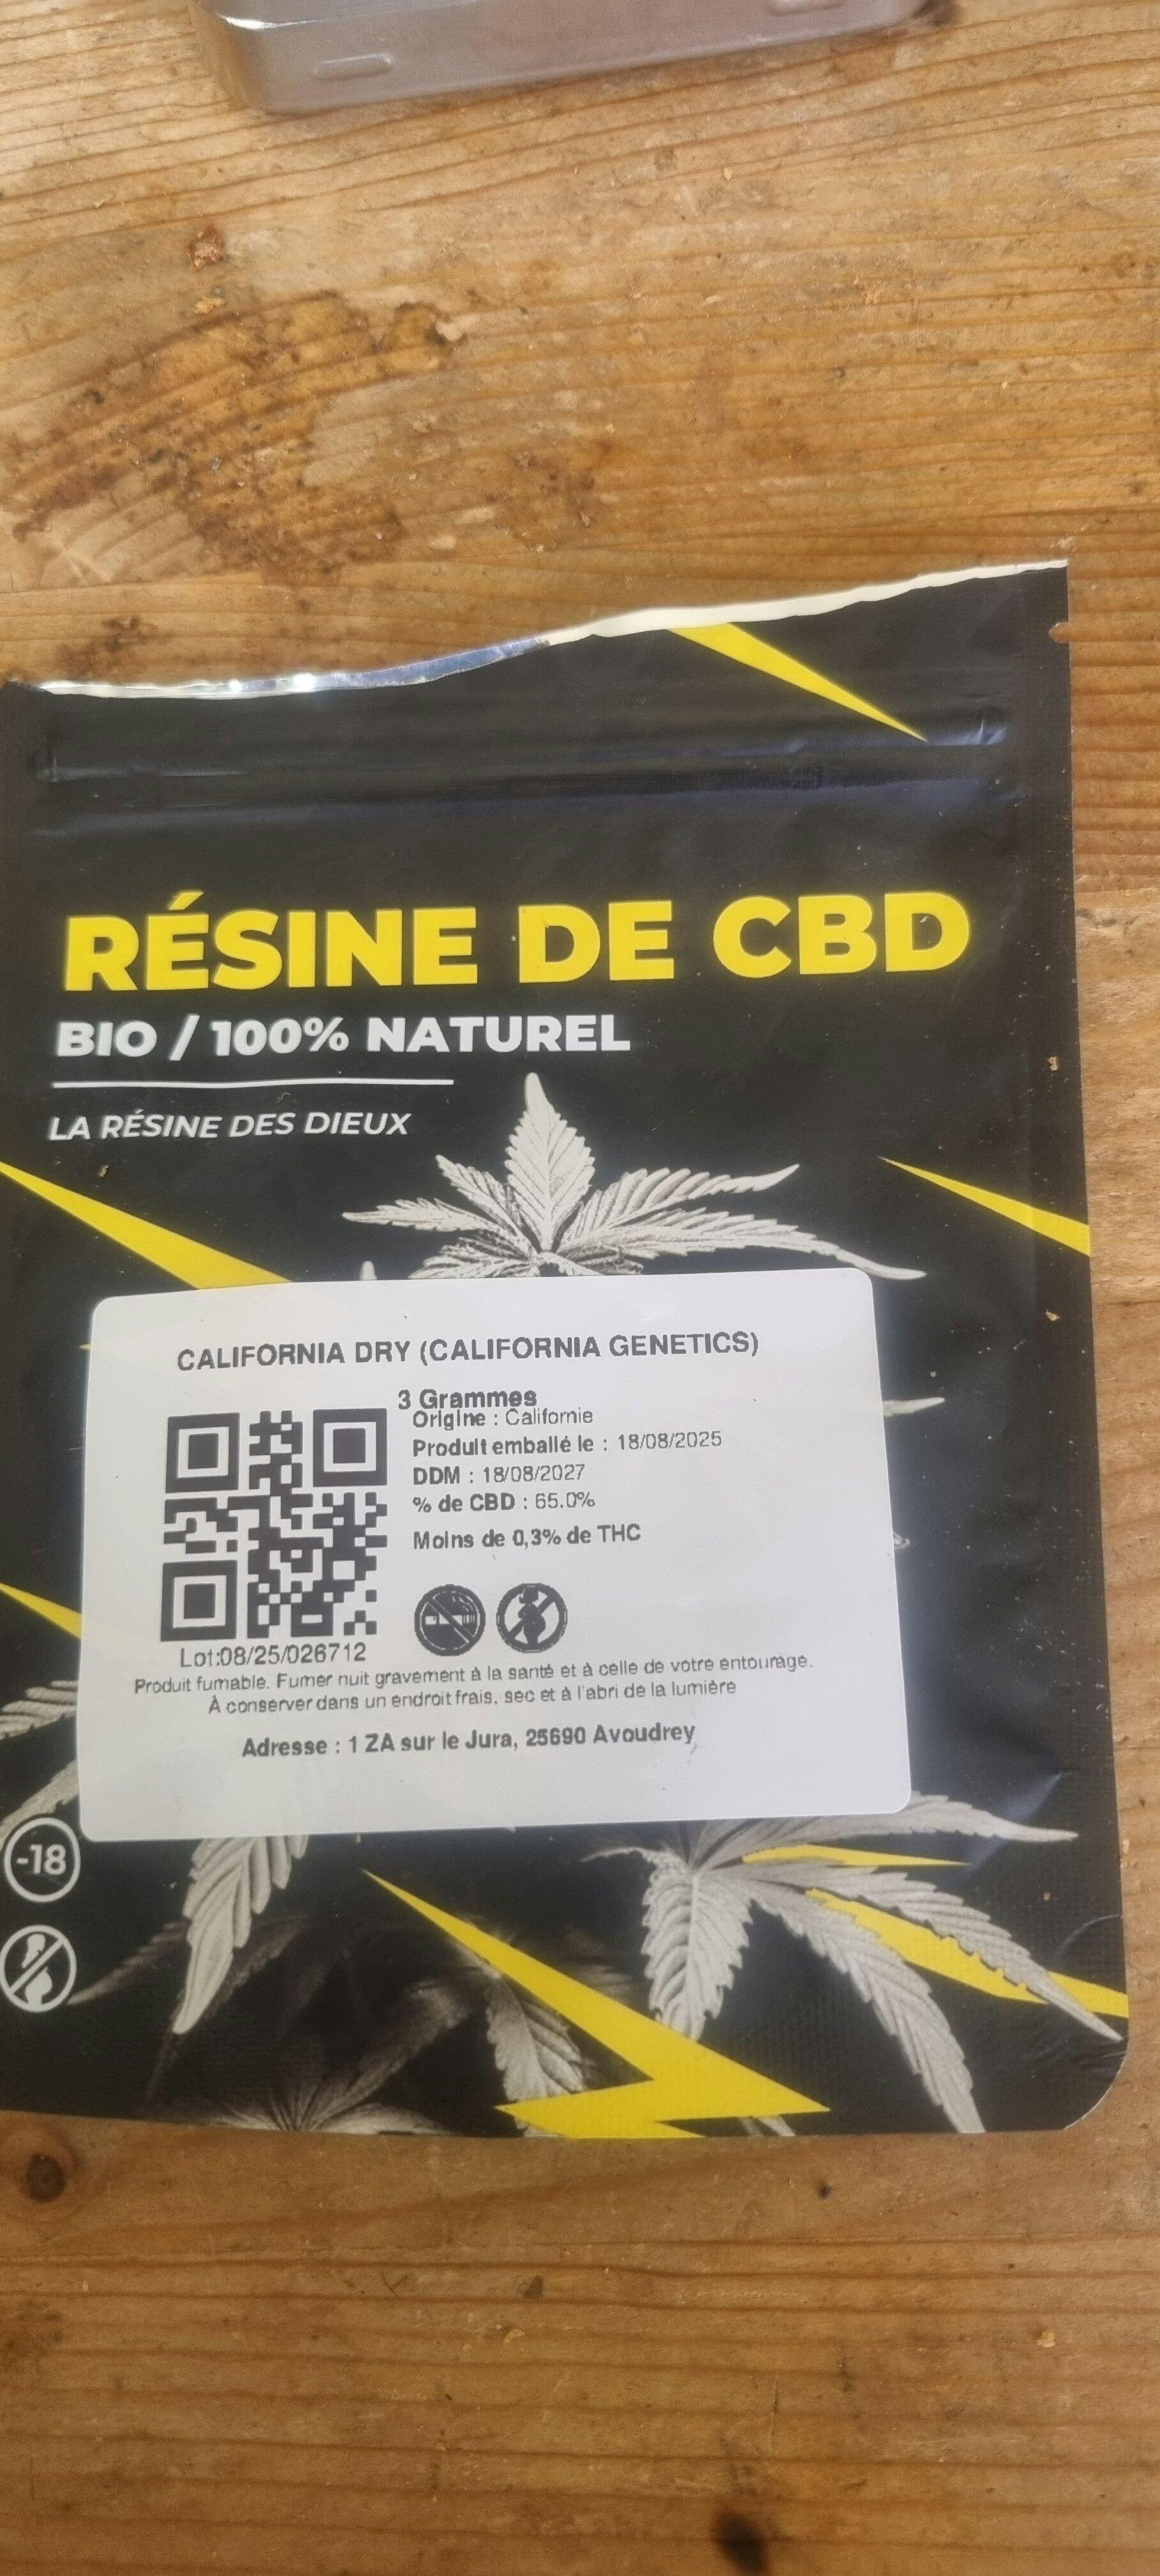 RÉSINE DE CBD
BIO / 100% NATUREL
LA RÉSINE DES DIEUX
CALIFORNIA DRY (CALIFORNIA GENETICS)
3 Grammes
Origine : Californie
Produit emballé le : 18/08/2025
DDM : 18/08/2027
% de CBD : 65.0%
Moins de 0,3% de THC
Lot:08/25/026712
Produit fumable. Fumer nuit gravement à la santé et à celle de votre entourage.
À conserver dans un endroit frais, sec et à l'abri de la lumière
Adresse : 1 ZA sur le Jura, 25690 Avoudrey
-18